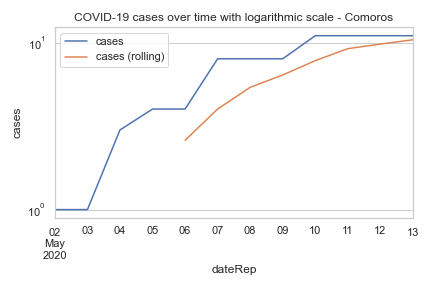 COVID-19 cases over time with logarithmic scale - Comoros
cases
cases (rolling)
10¹
10⁰
cases
02 03 04 05 06 07 08 09 10 11 12 13
May
2020
dateRep